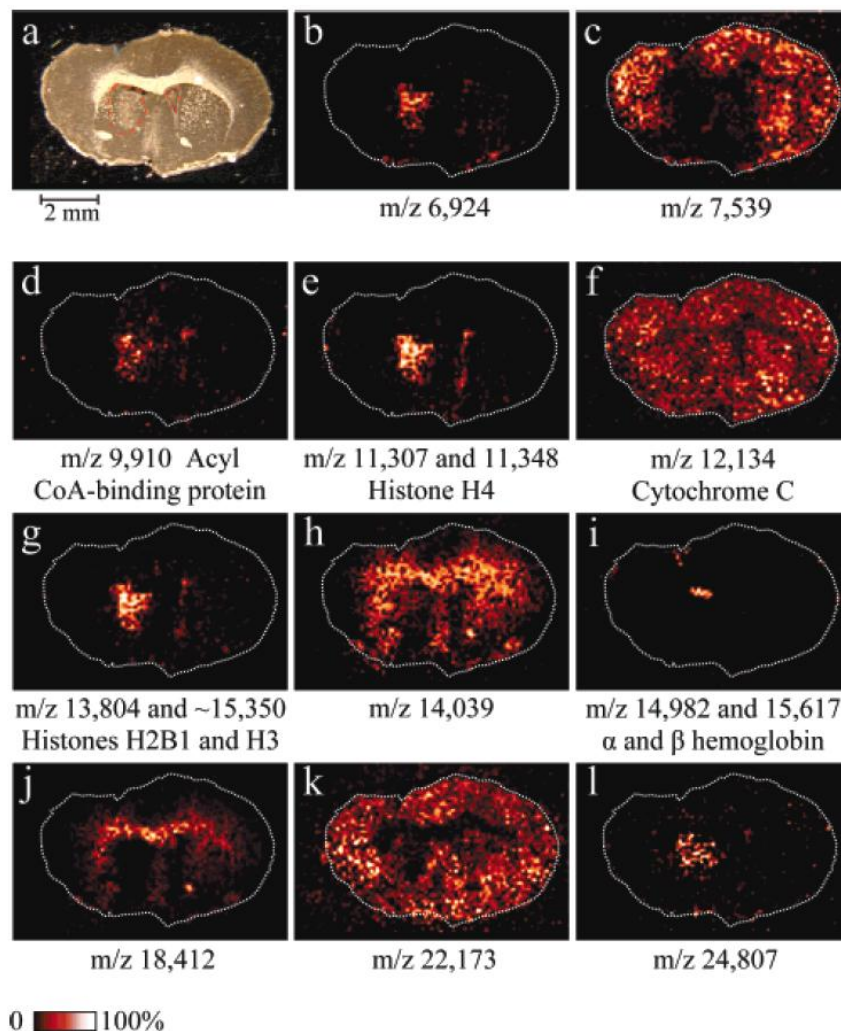 a
b
c
2 mm
m/z 6,924
m/z 7,539
d
e
f
m/z 9,910 Acyl
CoA-binding protein
m/z 11,307 and 11,348
Histone H4
m/z 12,134
Cytochrome C
g
h
i
m/z 13,804 and ~15,350
Histones H2B1 and H3
m/z 14,039
m/z 14,982 and 15,617
α and β hemoglobin
j
k
l
m/z 18,412
m/z 22,173
m/z 24,807
0 100%